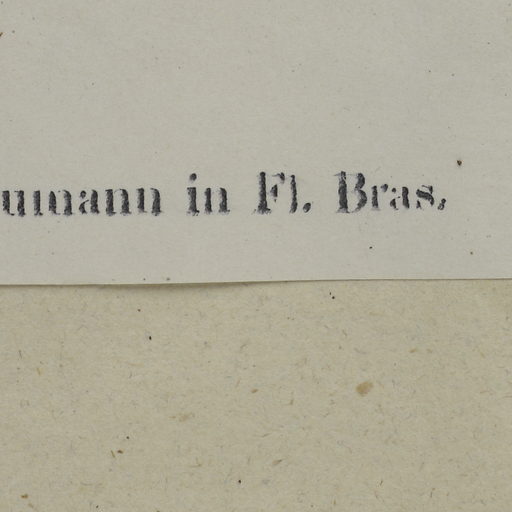 umann in Fl. Bras.